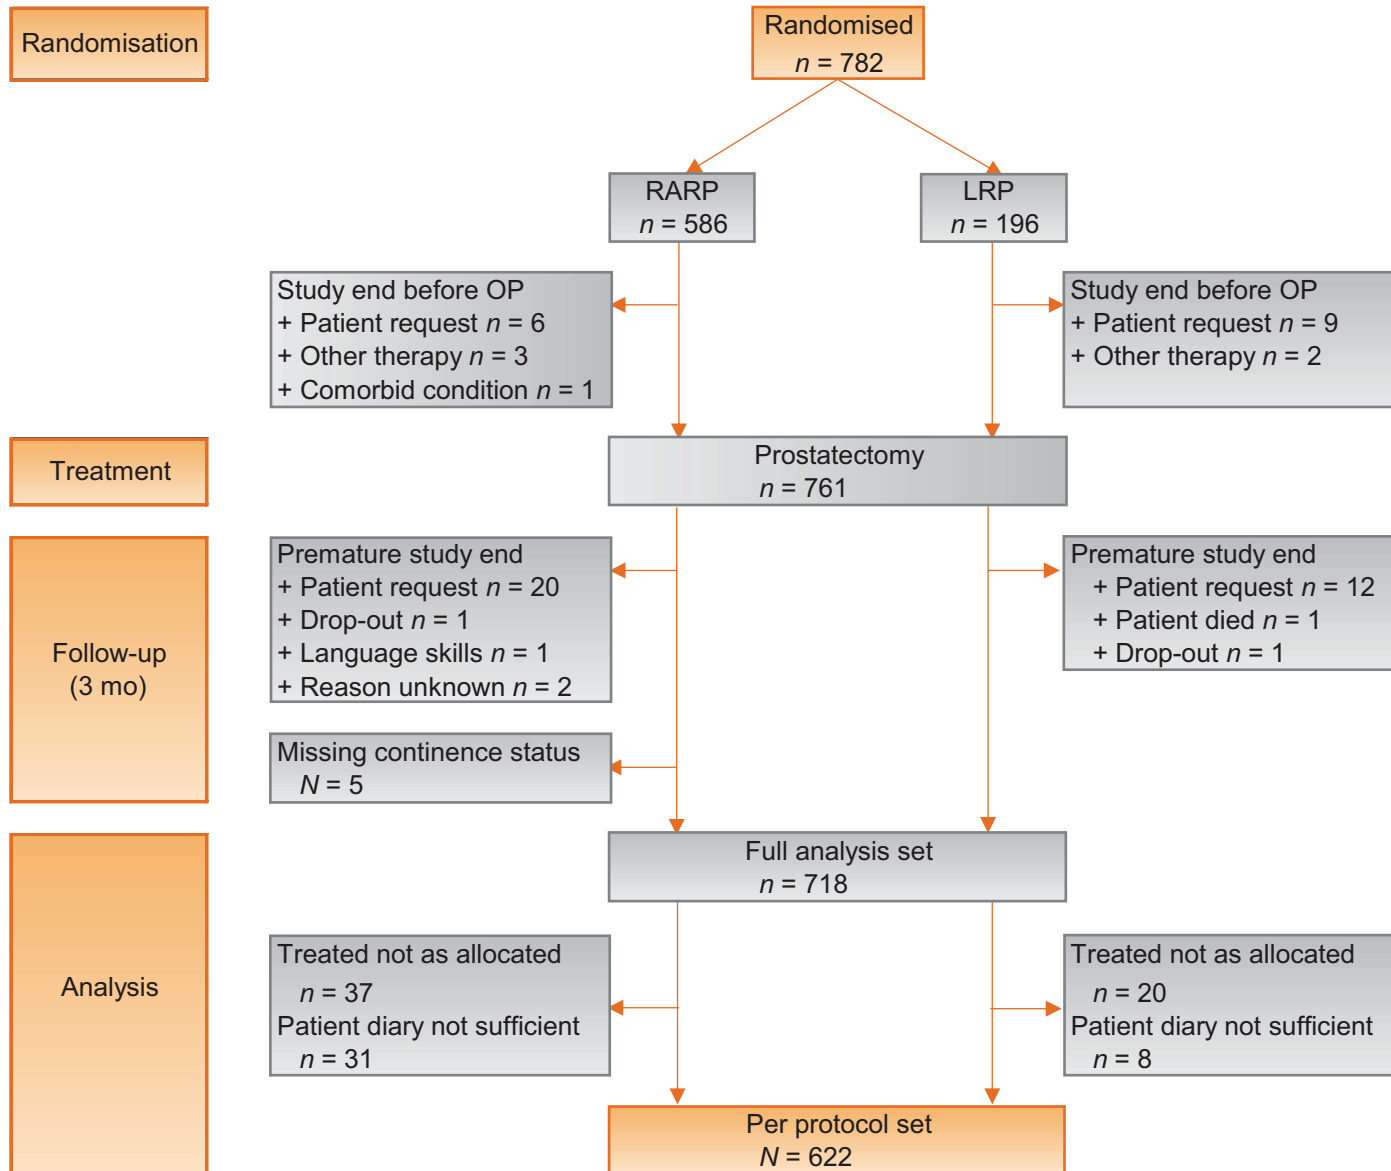 Randomisation
Randomised
n = 782
RARP
n = 586
LRP
n = 196
Study end before OP
+ Patient request n = 6
+ Other therapy n = 3
+ Comorbid condition n = 1
Study end before OP
+ Patient request n = 9
+ Other therapy n = 2
Treatment
Prostatectomy
n = 761
Follow-up
(3 mo)
Premature study end
+ Patient request n = 20
+ Drop-out n = 1
+ Language skills n = 1
+ Reason unknown n = 2
Premature study end
+ Patient request n = 12
+ Patient died n = 1
+ Drop-out n = 1
Missing continence status
N = 5
Analysis
Full analysis set
n = 718
Treated not as allocated
n = 37
Patient diary not sufficient
n = 31
Treated not as allocated
n = 20
Patient diary not sufficient
n = 8
Per protocol set
N = 622